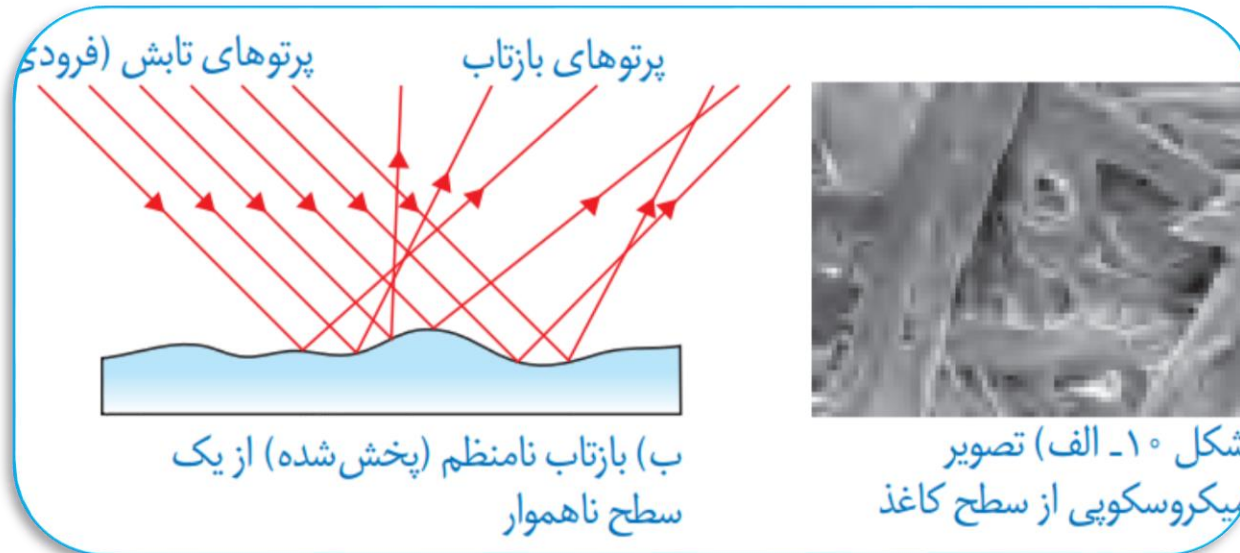 پرتوهای بازتاب
پرتوهای تابش (فرودی
شکل ۱۰ـ الف) تصویر
میکروسکوپی از سطح کاغذ
ب) بازتاب نامنظم (پخش‌شده) از یک
سطح ناهموار